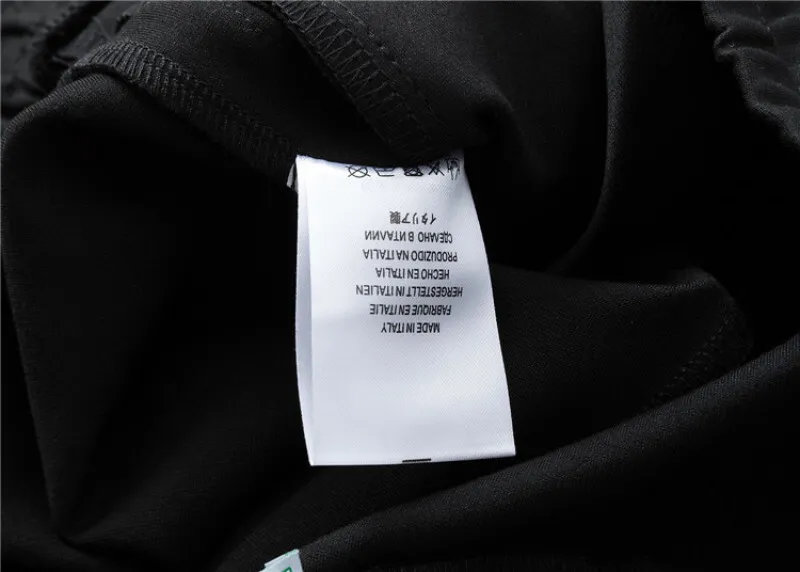 MADE IN ITALY
FABRIQUE EN ITALIE
HERGESTELLT IN ITALIEN
HECHO EN ITALIA
PRODUZIDO NA ITALIA
СДЕЛАНО В ИТАЛИИ
イタリア製